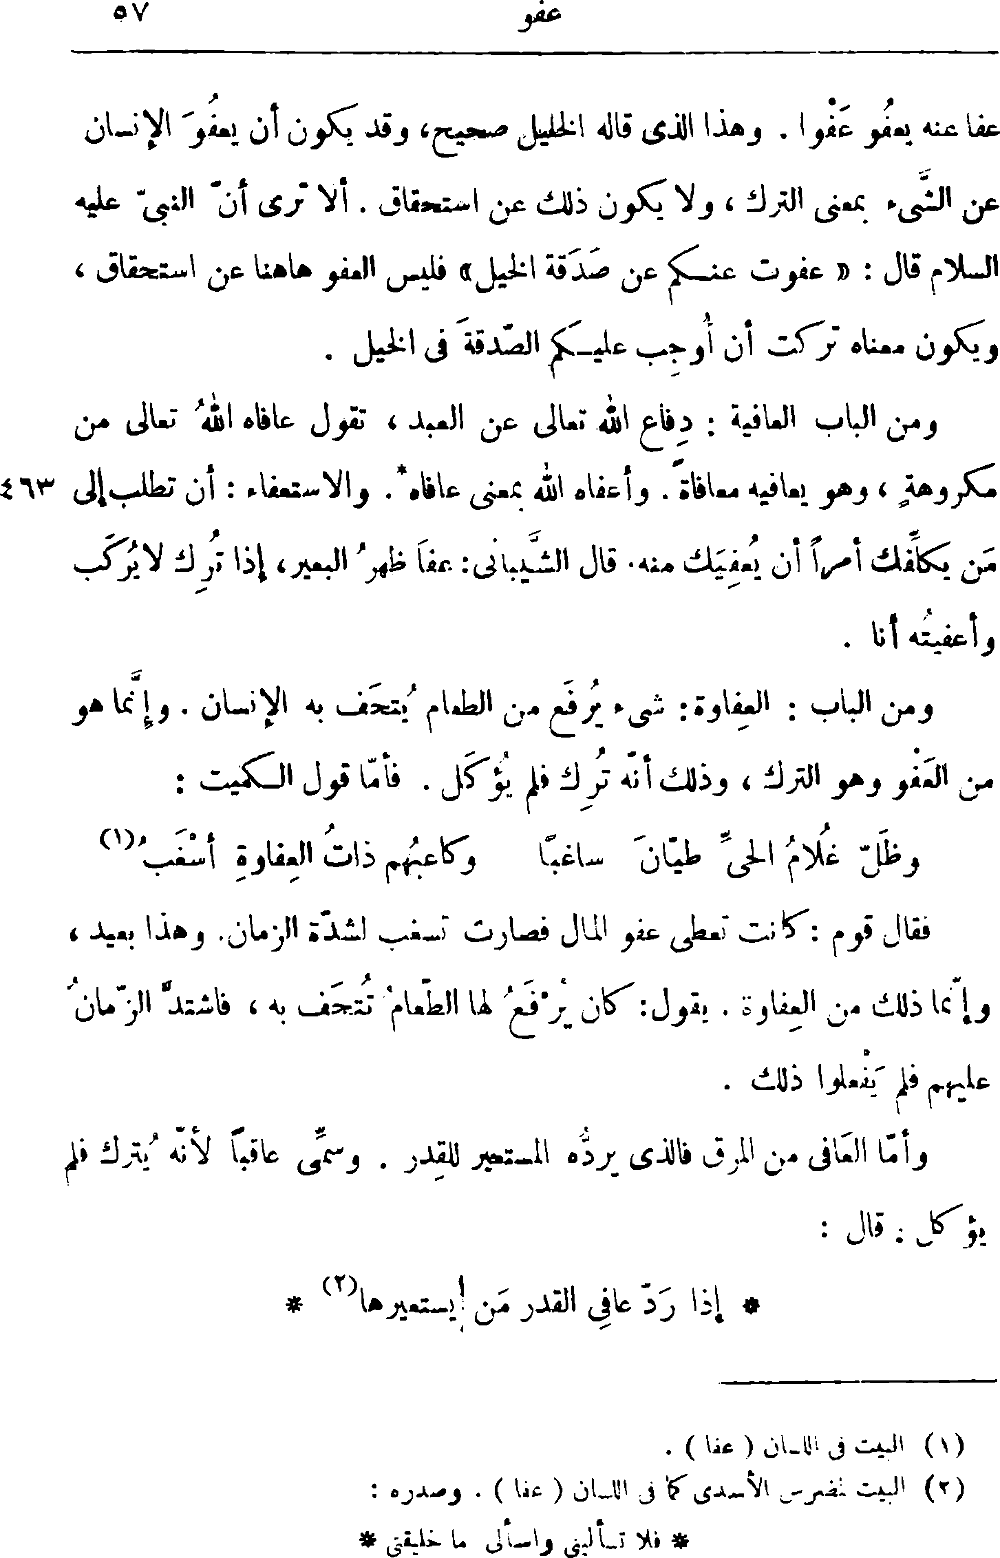 عفو ٥٧
عفا عنه يعفُو عَفْوا . وهذا الذى قاله الخليل صحيح، وقد يكون أن يعفُوَ الإنسان
عن الشَّىء بمعنى الترك ، ولا يكون ذلك عن استحقاق . ألا ترى أنّ النبىّ عليه
السلام قال : « عفوت عنكم عن صَدَقة الخيل» فليس العفو هاهنا عن استحقاق ،
ويكون معناه تركت أن أُوجِب عليكم الصّدقةَ فى الخيل .
ومن الباب العافية : دِفاع الله تعالى عن العبد ، تقول عافاه اللهُ تعالى من
مكروهةٍ ، وهو يعافيه معافاةً . وأعفاه الله بمعنى عافاه* . والاستعفاء : أن تطلب إلى ٤٦٣
مَن يكلِّفك أمراً أن يُعفِيَك منه . قال الشَّيبانى: عفَا ظهرُ البعير، إذا تُرِك لا يُركَب
وأعفيتُه أنا .
ومن الباب : العِفاوة: شىء يُرفَع من الطعام يُتحَف به الإنسان . وإنَّما هو
من العَفْو وهو الترك ، وذلك أنّه تُرِك فلم يُؤكَل . فأمّا قول الكميت :
وظَلّ غُلامُ الحىِّ طيّانَ ساغبًا وكاعبُهم ذاتُ العِفاوةِ أسْغَبُ(١)
فقال قوم : كانت تعطى عفو المال فصارت تسغب لشدّة الزمان. وهذا بعيد ،
وإنّما ذلك من العِفاوة . يقول: كان يُرْفَعُ لها الطّعامُ تُتحَف به ، فاشتدَّ الزّمانُ
عليهم فلم يَفْعلوا ذلك .
وأمّا العَافى من المرق فالذى يردُّه المستعير للقِدر . وسمِّى عاقباً لأنّه يُترك فلم
يؤكل . قال :
* إذا رَدّ عافِى القدر مَن يستعيرها(٢) *
(١) البيت فى اللسان ( عفا ) .
(٢) البيت لمضرس الأسدى كما فى اللسان ( عفا ) . وصدره :
* فلا تسألينى واسألى ما خليقتى *